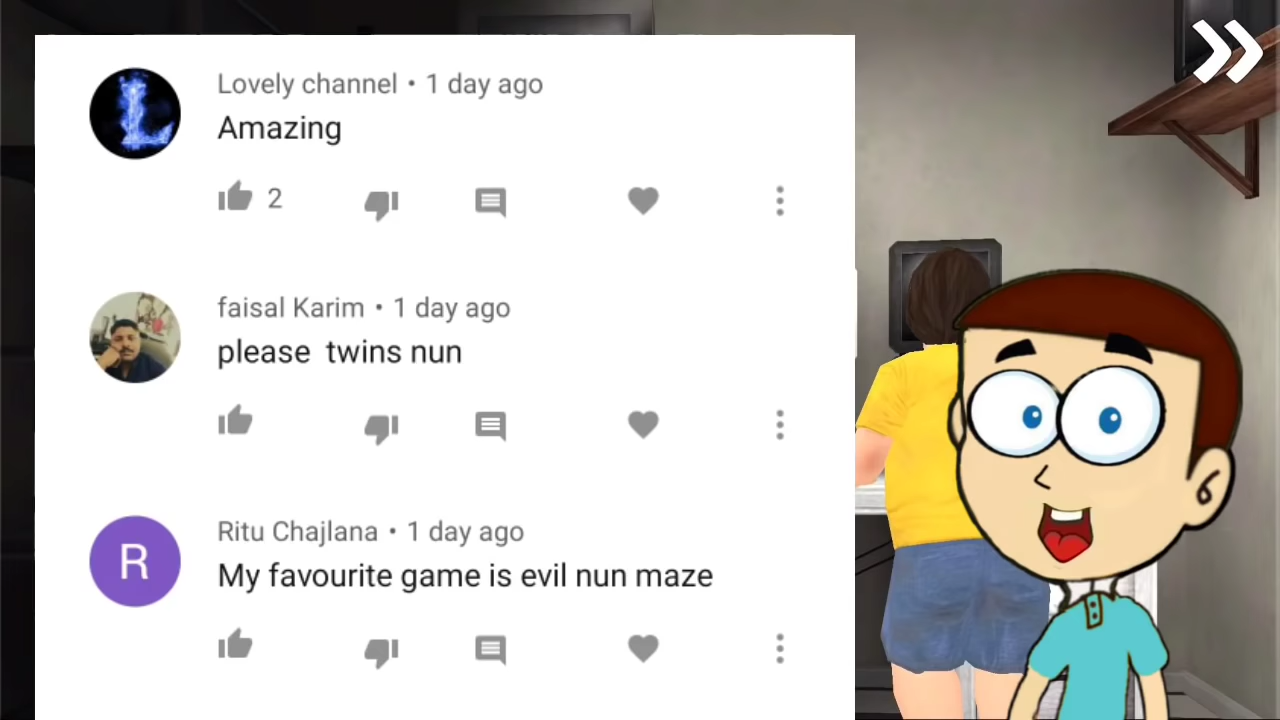 Lovely channel • 1 day ago
Amazing
2
faisal Karim • 1 day ago
please  twins nun
R
Ritu Chajlana • 1 day ago
My favourite game is evil nun maze